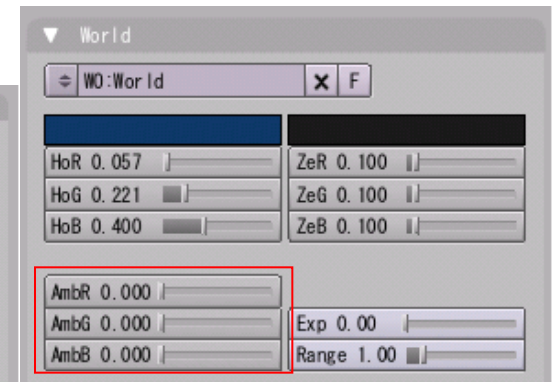 World
WO:World F
HoR 0.057 ZeR 0.100
HoG 0.221 ZeG 0.100
HoB 0.400 ZeB 0.100
AmbR 0.000
AmbG 0.000 Exp 0.00
AmbB 0.000 Range 1.00